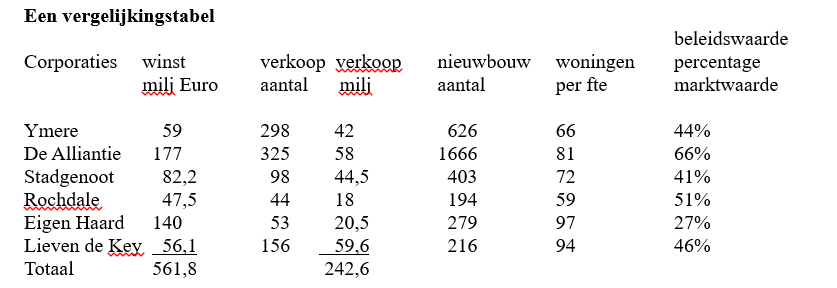 Een vergelijkingstabel
beleidswaarde
Corporaties winst verkoop verkoop nieuwbouw woningen percentage
milj Euro aantal milj aantal per fte marktwaarde
Ymere 59 298 42 626 66 44%
De Alliantie 177 325 58 1666 81 66%
Stadgenoot 82,2 98 44,5 403 72 41%
Rochdale 47,5 44 18 194 59 51%
Eigen Haard 140 53 20,5 279 97 27%
Lieven de Key 56,1 156 59,6 216 94 46%
Totaal 561,8 242,6